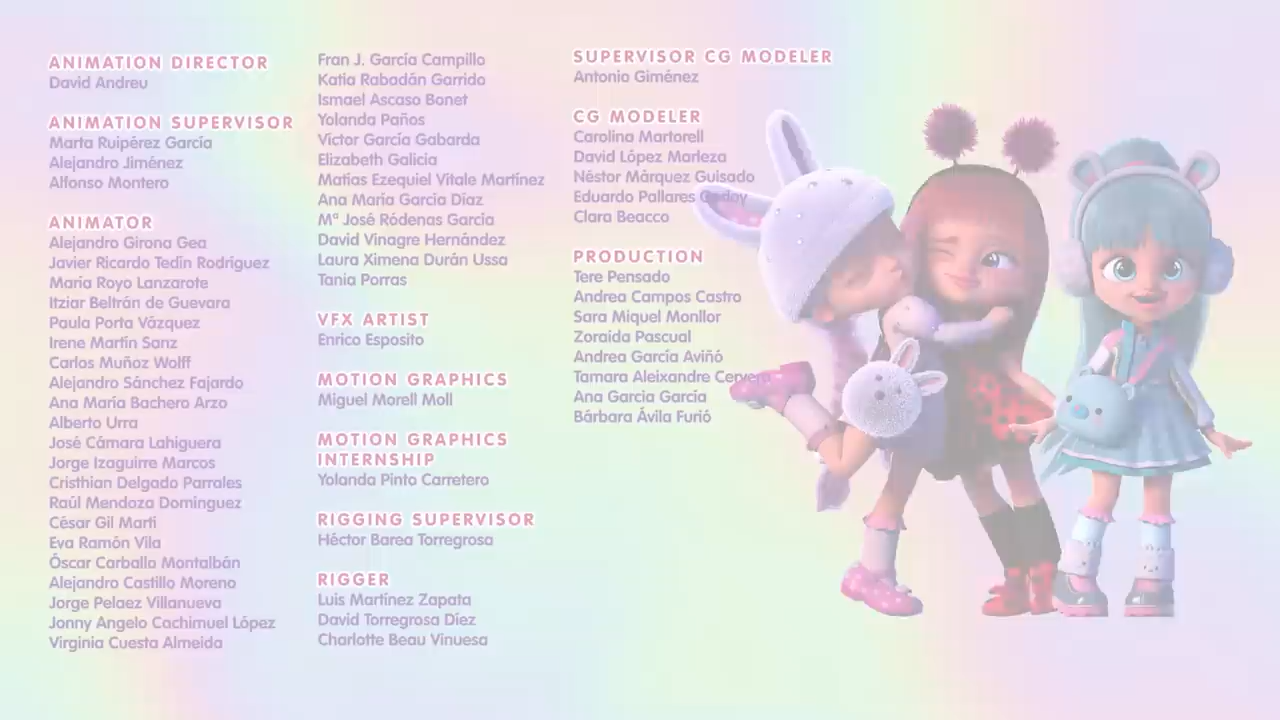 ANIMATION DIRECTOR
David Andreu
ANIMATION SUPERVISOR
Marta Ruipérez García
Alejandro Jiménez
Alfonso Montero
ANIMATOR
Alejandro Girona Gea
Javier Ricardo Tedín Rodriguez
María Royo Lanzarote
Itziar Beltrán de Guevara
Paula Porta Vázquez
Irene Martín Sanz
Carlos Muñoz Wolff
Alejandro Sánchez Fajardo
Ana María Bachero Arzo
Alberto Urra
José Cámara Lahiguera
Jorge Izaguirre Marcos
Cristhian Delgado Parrales
Raúl Mendoza Domínguez
César Gil Martí
Eva Ramón Vila
Óscar Carballo Montalbán
Alejandro Castillo Moreno
Jorge Pelaez Villanueva
Jonny Angelo Cachimuel López
Virginia Cuesta Almeida
Fran J. García Campillo
Katia Rabadán Garrido
Ismael Ascaso Bonet
Yolanda Paños
Víctor García Gabarda
Elizabeth Galicia
Matías Ezequiel Vitale Martínez
Ana María García Díaz
Mª José Ródenas García
David Vinagre Hernández
Laura Ximena Durán Ussa
Tania Porras
VFX ARTIST
Enrico Esposito
MOTION GRAPHICS
Miguel Morell Moll
MOTION GRAPHICS
INTERNSHIP
Yolanda Pinto Carretero
RIGGING SUPERVISOR
Héctor Barea Torregrosa
RIGGER
Luis Martínez Zapata
David Torregrosa Díez
Charlotte Beau Vinuesa
SUPERVISOR CG MODELER
Antonio Giménez
CG MODELER
Carolina Martorell
David López Marleza
Néstor Márquez Guisado
Eduardo Pallares Godoy
Clara Beacco
PRODUCTION
Tere Pensado
Andrea Campos Castro
Sara Miquel Monllor
Zoraida Pascual
Andrea García Aviñó
Tamara Aleixandre Cervera
Ana Garcia García
Bárbara Ávila Furió